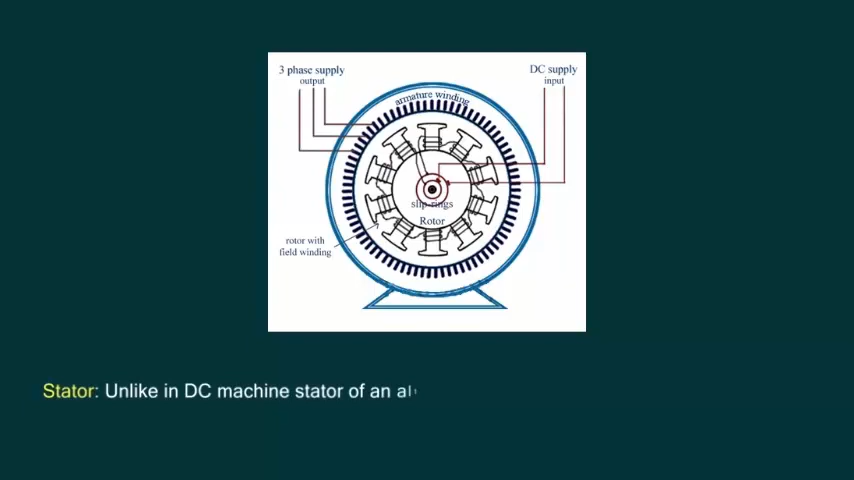 3 phase supply
output
DC supply
input
armature winding
slip-rings
Rotor
rotor with
field winding
Stator: Unlike in DC machine stator of an